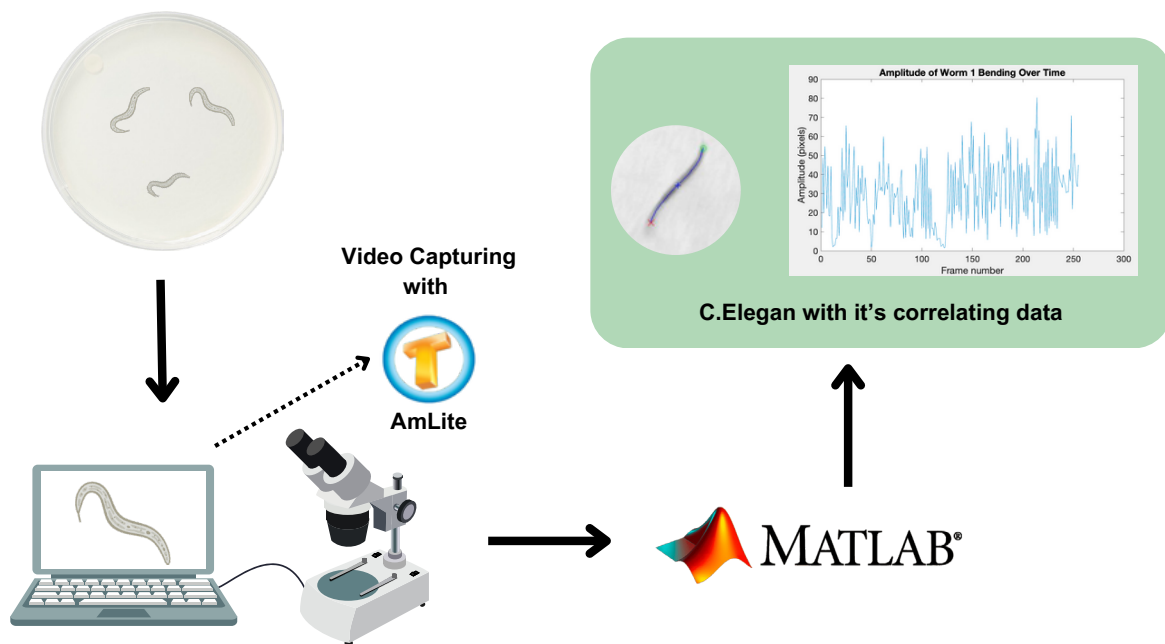 Video Capturing
with
AmLite
MATLAB®
Amplitude of Worm 1 Bending Over Time
Amplitude (pixels)
90
80
70
60
50
40
30
20
10
0
0 50 100 150 200 250 300
Frame number
C.Elegan with it's correlating data